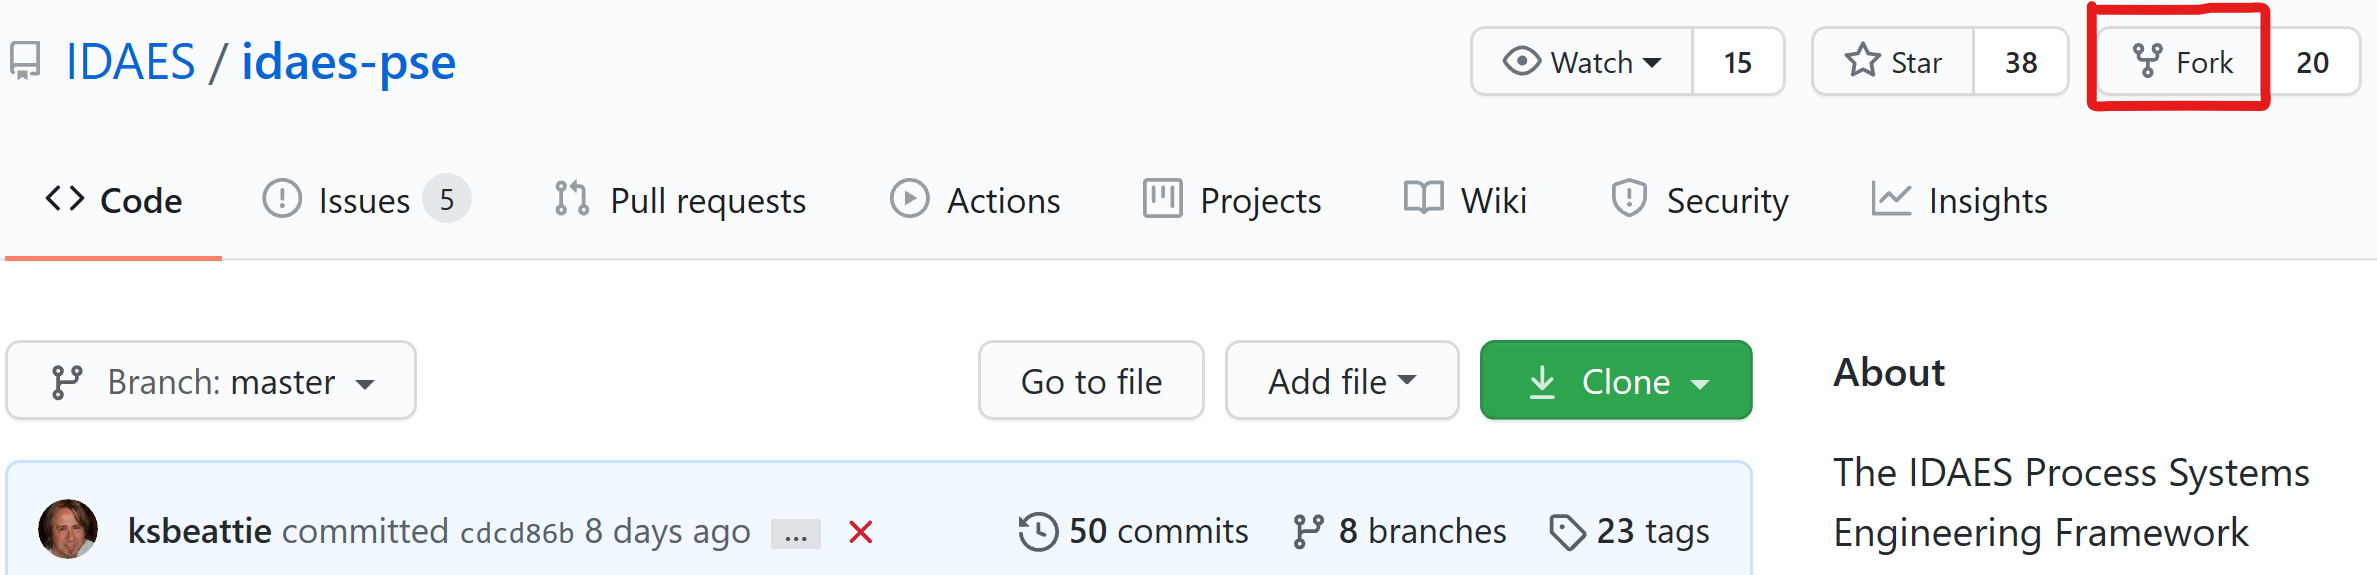 IDAES / idaes-pse Watch 15 Star 38 Fork 20
Code Issues 5 Pull requests Actions Projects Wiki Security Insights
Branch: master Go to file Add file Clone
About
ksbeattie committed cdcd86b 8 days ago ... 50 commits 8 branches 23 tags
The IDAES Process Systems
Engineering Framework